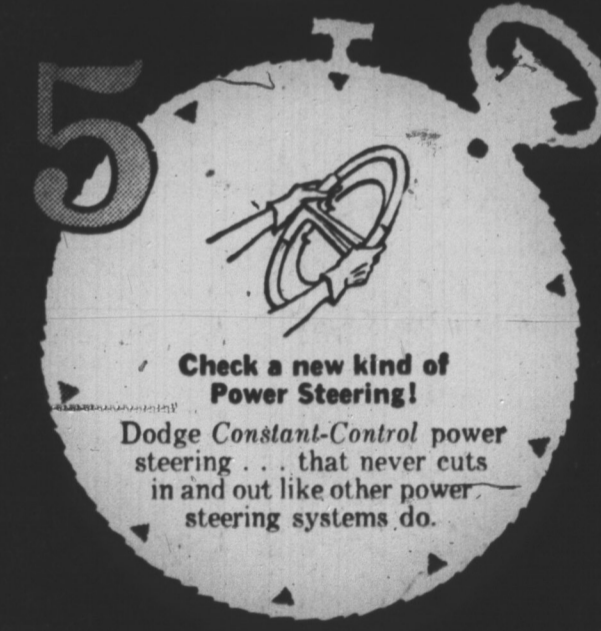 5
Check a new kind of
Power Steering!
Dodge Constant-Control power
steering . . . that never cuts
in and out like other power
steering systems do.